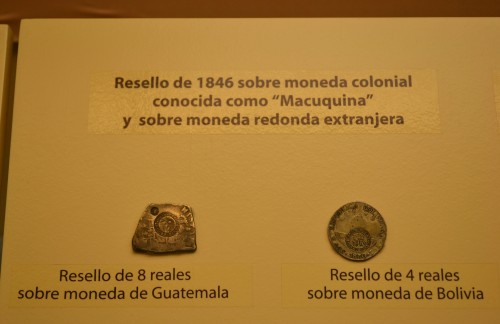 Resello de 1846 sobre moneda colonial
conocida como “Macuquina”
y sobre moneda redonda extranjera
Resello de 8 reales
sobre moneda de Guatemala
Resello de 4 reales
sobre moneda de Bolivia